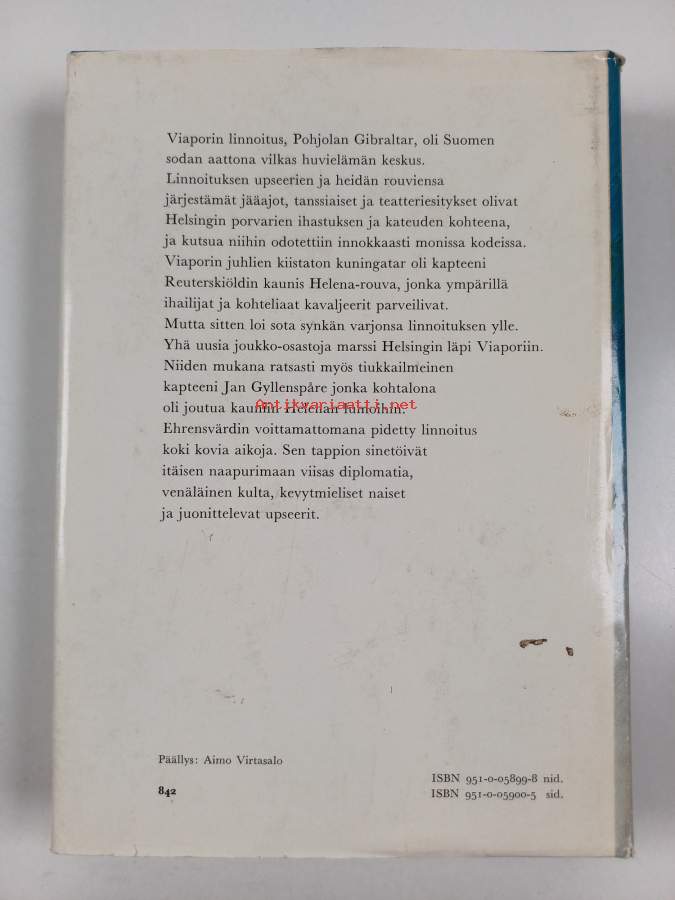 Viaporin linnoitus, Pohjolan Gibraltar, oli Suomen
sodan aattona vilkas huvielämän keskus.
Linnoituksen upseerien ja heidän rouviensa
järjestämät jääajot, tanssiaiset ja teatteriesitykset olivat
Helsingin porvarien ihastuksen ja kateuden kohteena,
ja kutsua niihin odotettiin innokkaasti monissa kodeissa.
Viaporin juhlien kiistaton kuningatar oli kapteeni
Reuterskiöldin kaunis Helena-rouva, jonka ympärillä
ihailijat ja kohteliaat kavaljeerit parveilivat.
Mutta sitten loi sota synkän varjonsa linnoituksen ylle.
Yhä uusia joukko-osastoja marssi Helsingin läpi Viaporiin.
Niiden mukana ratsasti myös tiukkailmeinen
kapteeni Jan Gyllenspåre jonka kohtalona
oli joutua kauniin Helenan lumoihin.
Antikvariaatti.net
Ehrensvärdin voittamattomana pidetty linnoitus
koki kovia aikoja. Sen tappion sinetöivät
itäisen naapurimaan viisas diplomatia,
venäläinen kulta, kevytmieliset naiset
ja juonittelevat upseerit.
Päällys: Aimo Virtasalo
842
ISBN 951-0-05899-8 nid.
ISBN 951-0-05900-5 sid.